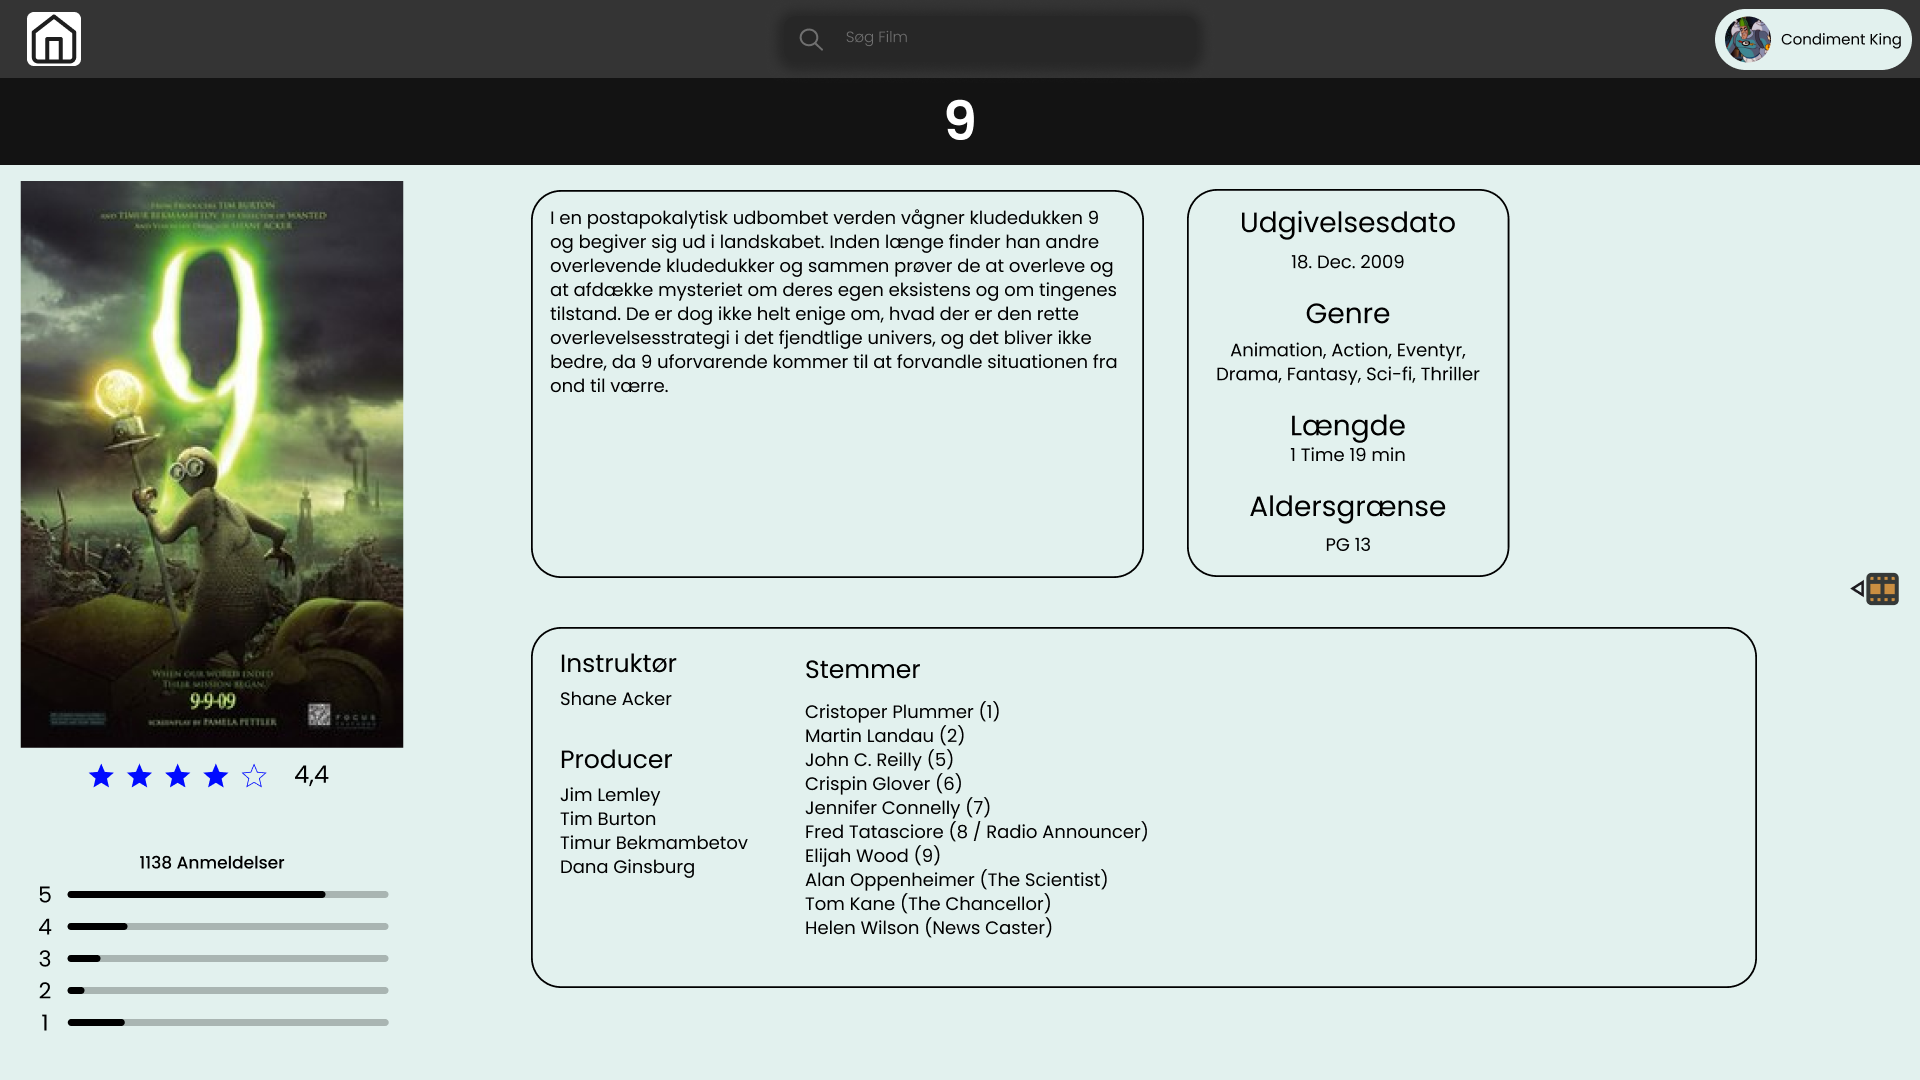 Søg Film
Condiment King
9
FROM PRODUCERS TIM BURTON
AND TIMUR BEKMAMBETOV, THE DIRECTOR OF WANTED
AND VISIONARY DIRECTOR SHANE ACKER
9
WHEN OUR WORLD ENDED
THEIR MISSION BEGAN.
9-9-09
SCREENPLAY BY PAMELA PETTLER
FOCUS
4,4
1138 Anmeldelser
5
4
3
2
1
I en postapokalytisk udbombet verden vågner kludedukken 9
og begiver sig ud i landskabet. Inden længe finder han andre
overlevende kludedukker og sammen prøver de at overleve og
at afdække mysteriet om deres egen eksistens og om tingenes
tilstand. De er dog ikke helt enige om, hvad der er den rette
overlevelsesstrategi i det fjendtlige univers, og det bliver ikke
bedre, da 9 uforvarende kommer til at forvandle situationen fra
ond til værre.
Udgivelsesdato
18. Dec. 2009
Genre
Animation, Action, Eventyr,
Drama, Fantasy, Sci-fi, Thriller
Længde
1 Time 19 min
Aldersgrænse
PG 13
Instruktør
Shane Acker
Producer
Jim Lemley
Tim Burton
Timur Bekmambetov
Dana Ginsburg
Stemmer
Cristoper Plummer (1)
Martin Landau (2)
John C. Reilly (5)
Crispin Glover (6)
Jennifer Connelly (7)
Fred Tatasciore (8 / Radio Announcer)
Elijah Wood (9)
Alan Oppenheimer (The Scientist)
Tom Kane (The Chancellor)
Helen Wilson (News Caster)